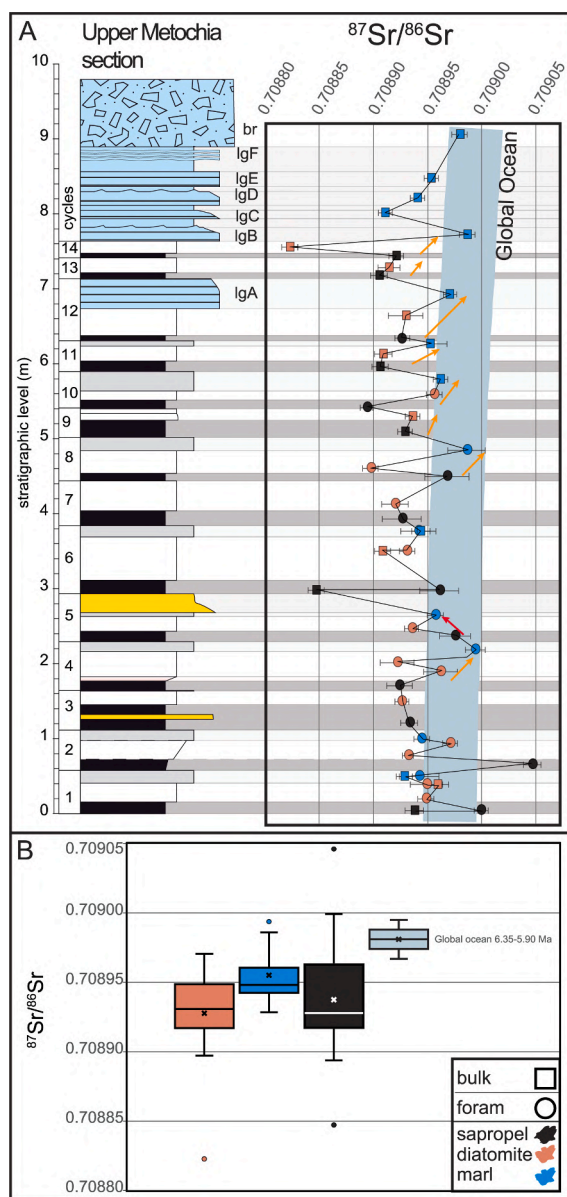 A
Upper Metochia
section
87Sr/86Sr
0.70880
0.70885
0.70890
0.70895
0.70900
0.70905
stratigraphic level (m)
cycles
10
9
8
7
6
5
4
3
2
1
0
br
lgF
lgE
lgD
lgC
lgB
lgA
14
13
12
11
10
9
8
7
6
5
4
3
2
1
Global Ocean
B
87Sr/86Sr
0.70905
0.70900
0.70895
0.70890
0.70885
0.70880
Global ocean 6.35-5.90 Ma
bulk
foram
sapropel
diatomite
marl